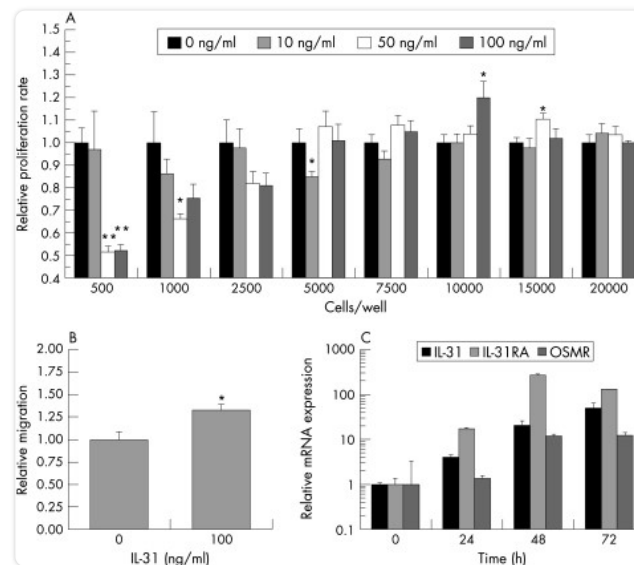 A
0 ng/ml 10 ng/ml 50 ng/ml 100 ng/ml
Relative proliferation rate
1.5
1.4
1.3
1.2
1.1
1.0
0.9
0.8
0.7
0.6
0.5
0.4
** ** * * * *
500 1000 2500 5000 7500 10000 15000 20000
Cells/well
B
Relative migration
2.00
1.75
1.50
1.25
1.00
0.75
0.50
0.25
0.00
*
0 100
IL-31 (ng/ml)
C
IL-31 IL-31RA OSMR
Relative mRNA expression
1000
100
10
1
0.1
0 24 48 72
Time (h)